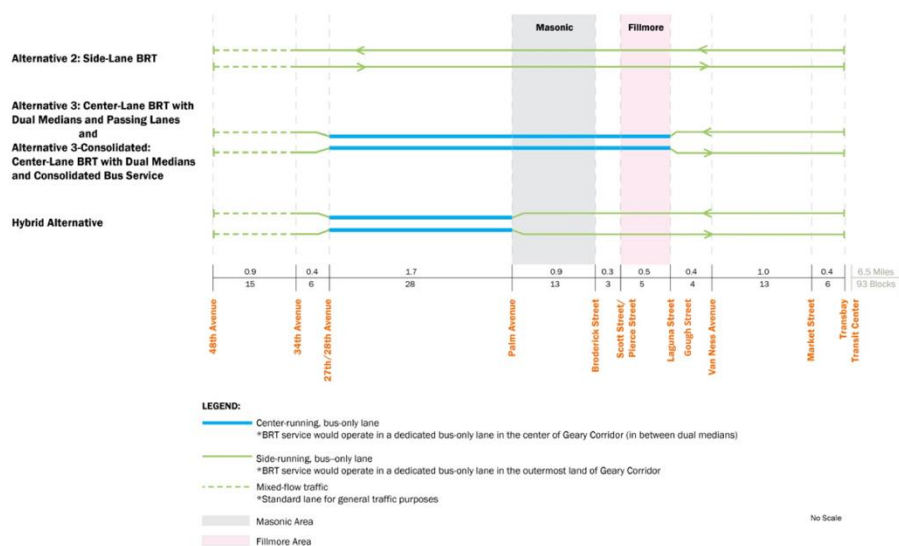 Masonic
Fillmore
Alternative 2: Side-Lane BRT
Alternative 3: Center-Lane BRT with
Dual Medians and Passing Lanes
and
Alternative 3-Consolidated:
Center-Lane BRT with Dual Medians
and Consolidated Bus Service
Hybrid Alternative
0.9 0.4 1.7 0.9 0.3 0.5 0.4 1.0 0.4 6.5 Miles
15 6 28 13 3 5 4 13 6 93 Blocks
48th Avenue
34th Avenue
27th/28th Avenue
Palm Avenue
Broderick Street
Scott Street/
Pierce Street
Laguna Street
Gough Street
Van Ness Avenue
Market Street
Transbay
Transit Center
LEGEND:
Center-running, bus-only lane
*BRT service would operate in a dedicated bus-only lane in the center of Geary Corridor (in between dual medians)
Side-running, bus--only lane
*BRT service would operate in a dedicated bus-only lane in the outermost land of Geary Corridor
Mixed-flow traffic
*Standard lane for general traffic purposes
Masonic Area
Fillmore Area
No Scale